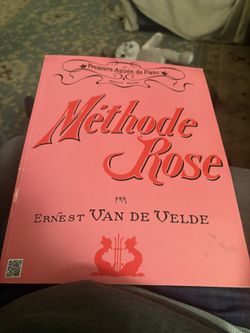 Première Année de Piano
Méthode
Rose
PAR
ERNEST VAN DE VELDE